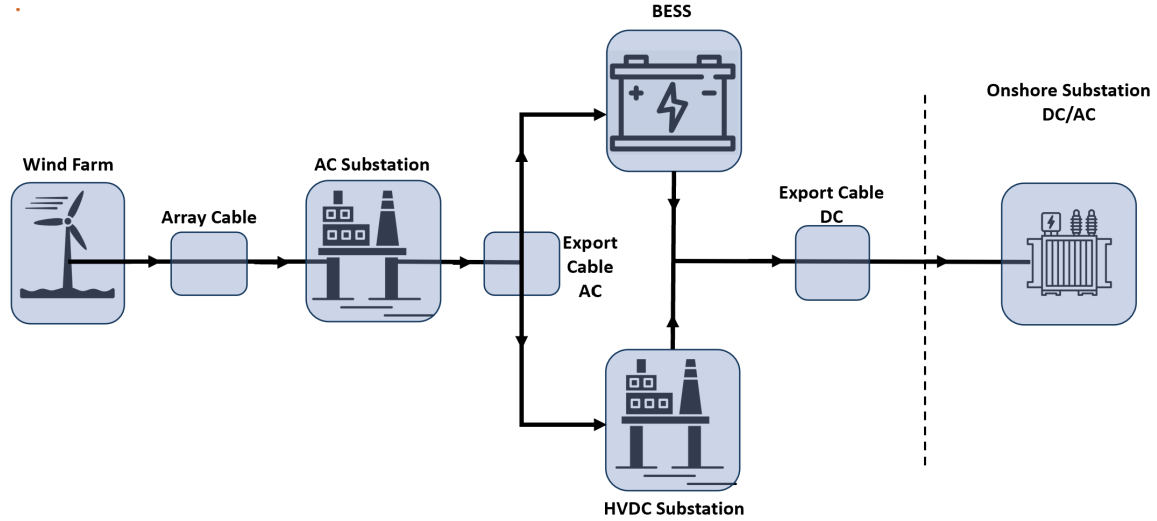 BESS
Onshore Substation
DC/AC
Wind Farm
AC Substation
Array Cable
Export
Cable
AC
Export Cable
DC
HVDC Substation